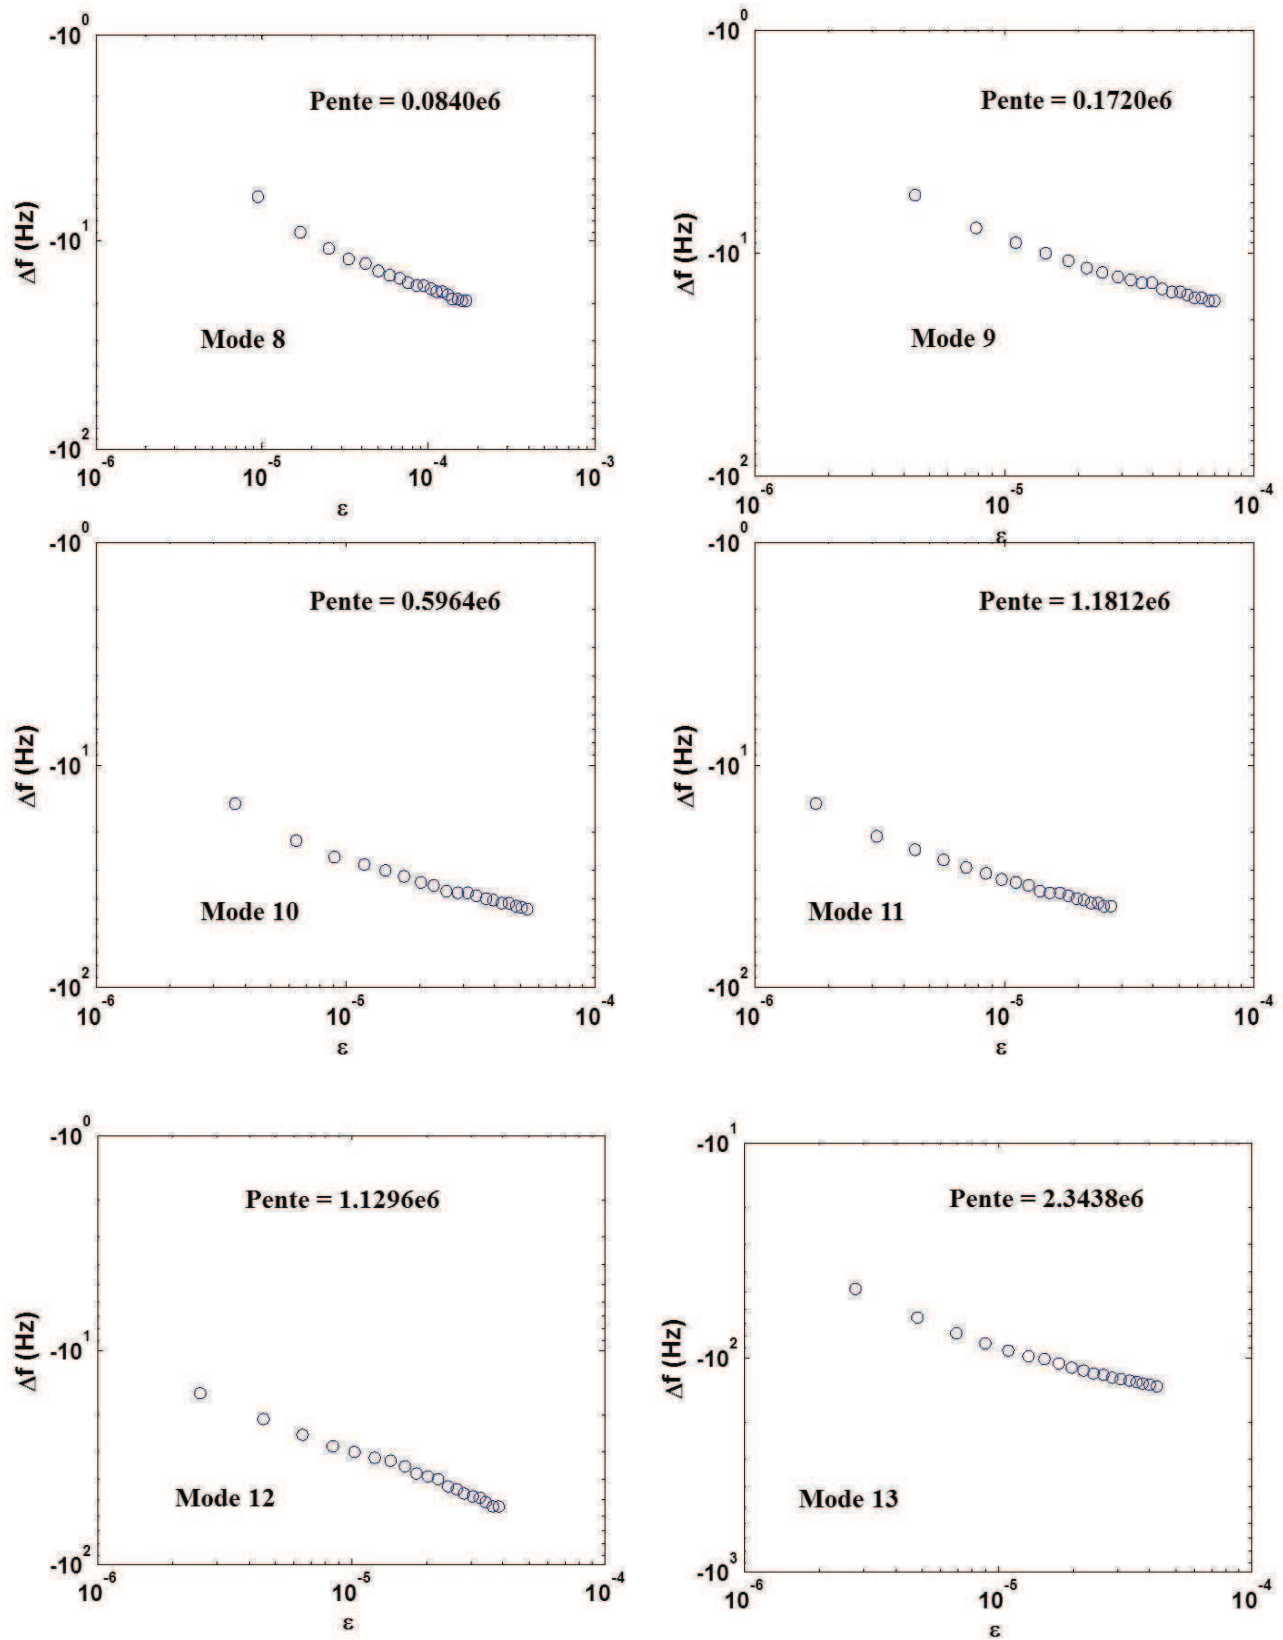 -10^0
Pente = 0.0840e6
Δf (Hz)
-10^1
Mode 8
-10^2
10^-6 10^-5 10^-4 10^-3
ε
-10^0
Pente = 0.1720e6
Δf (Hz)
-10^1
Mode 9
-10^2
10^-6 10^-5 10^-4
ε
-10^0
Pente = 0.5964e6
Δf (Hz)
-10^1
Mode 10
-10^2
10^-6 10^-5 10^-4
ε
-10^0
Pente = 1.1812e6
Δf (Hz)
-10^1
Mode 11
-10^2
10^-6 10^-5 10^-4
ε
-10^0
Pente = 1.1296e6
Δf (Hz)
-10^1
Mode 12
-10^2
10^-6 10^-5 10^-4
ε
-10^1
Pente = 2.3438e6
Δf (Hz)
-10^2
Mode 13
-10^3
10^-6 10^-5 10^-4
ε